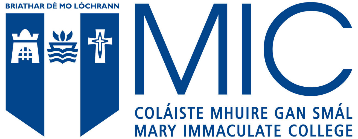 BRIATHAR DÉ MO LÓCHRANN
MIC
COLÁISTE MHUIRE GAN SMÁL
MARY IMMACULATE COLLEGE